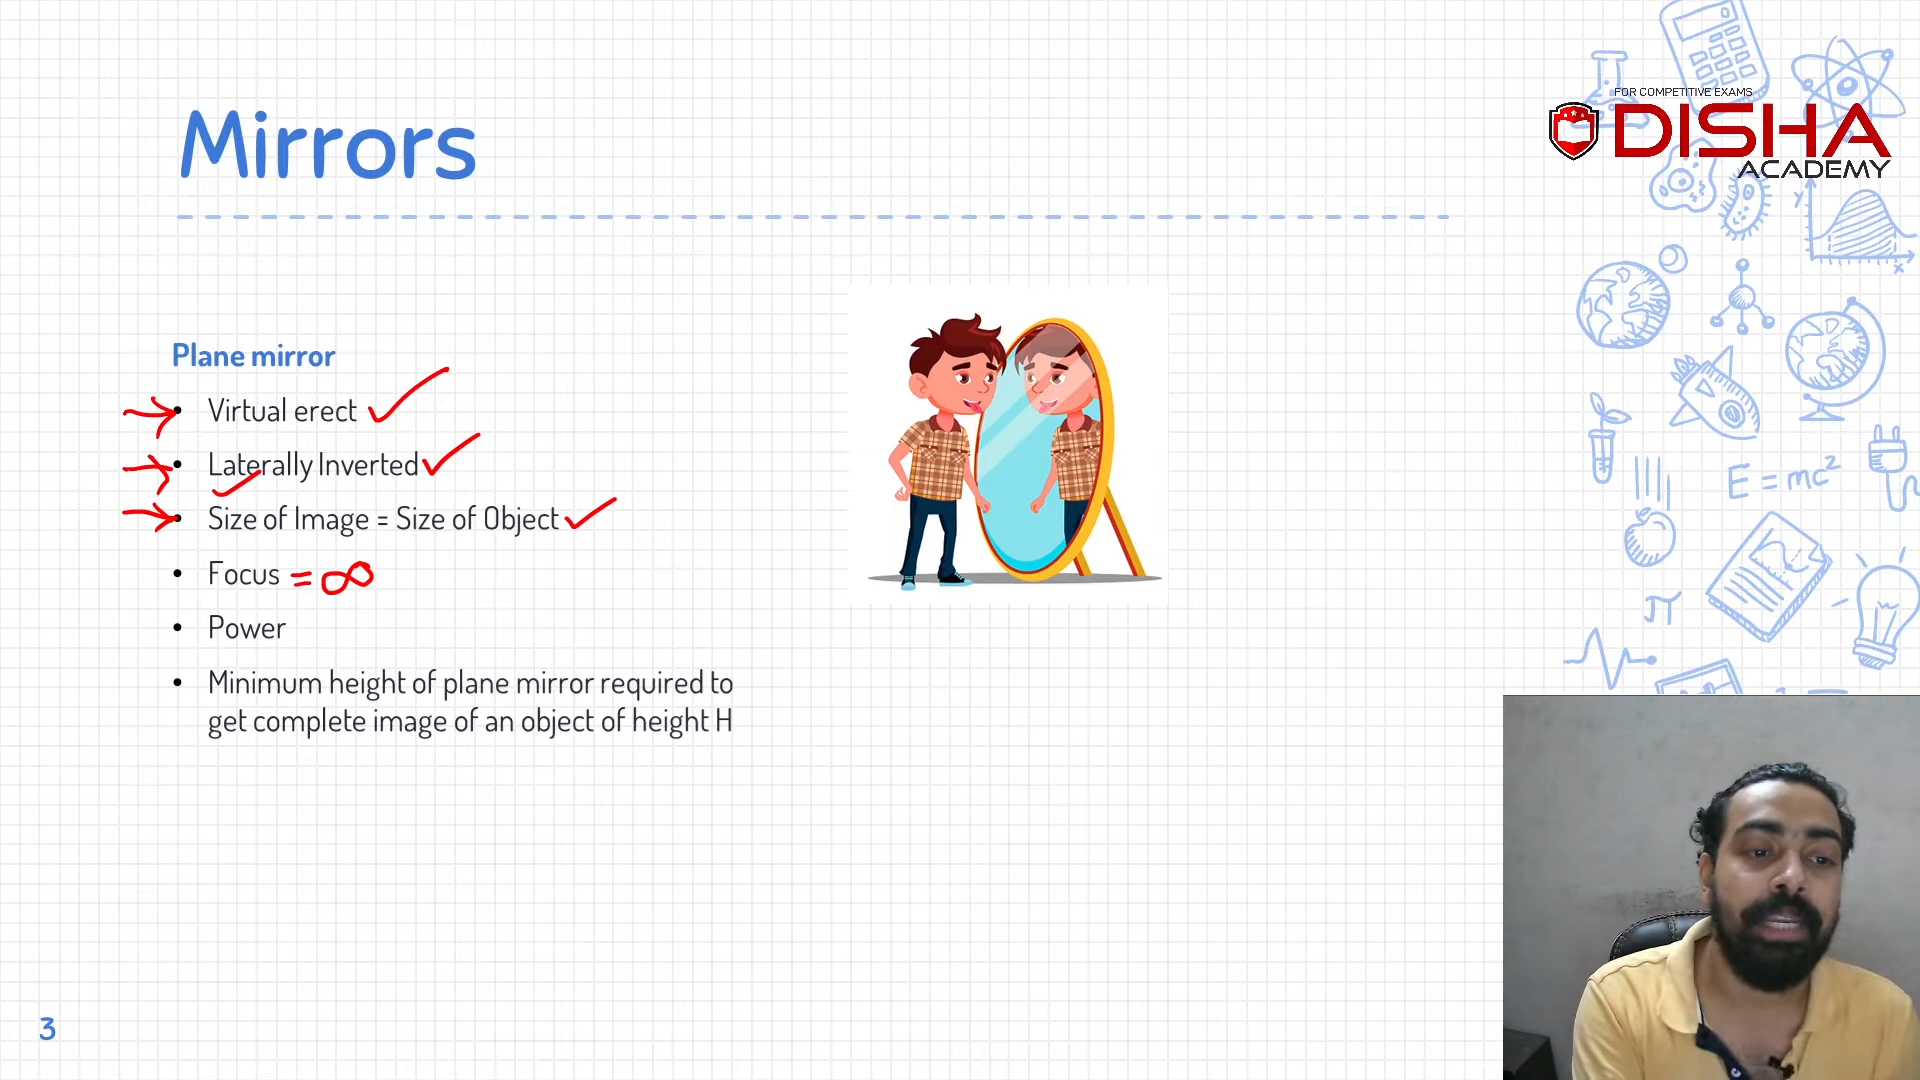 Mirrors
FOR COMPETITIVE EXAMS
DISHA
ACADEMY
Plane mirror
• Virtual erect
• Laterally Inverted
• Size of Image = Size of Object
• Focus = ∞
• Power
• Minimum height of plane mirror required to
get complete image of an object of height H
Y
X
E = mc²
π
3